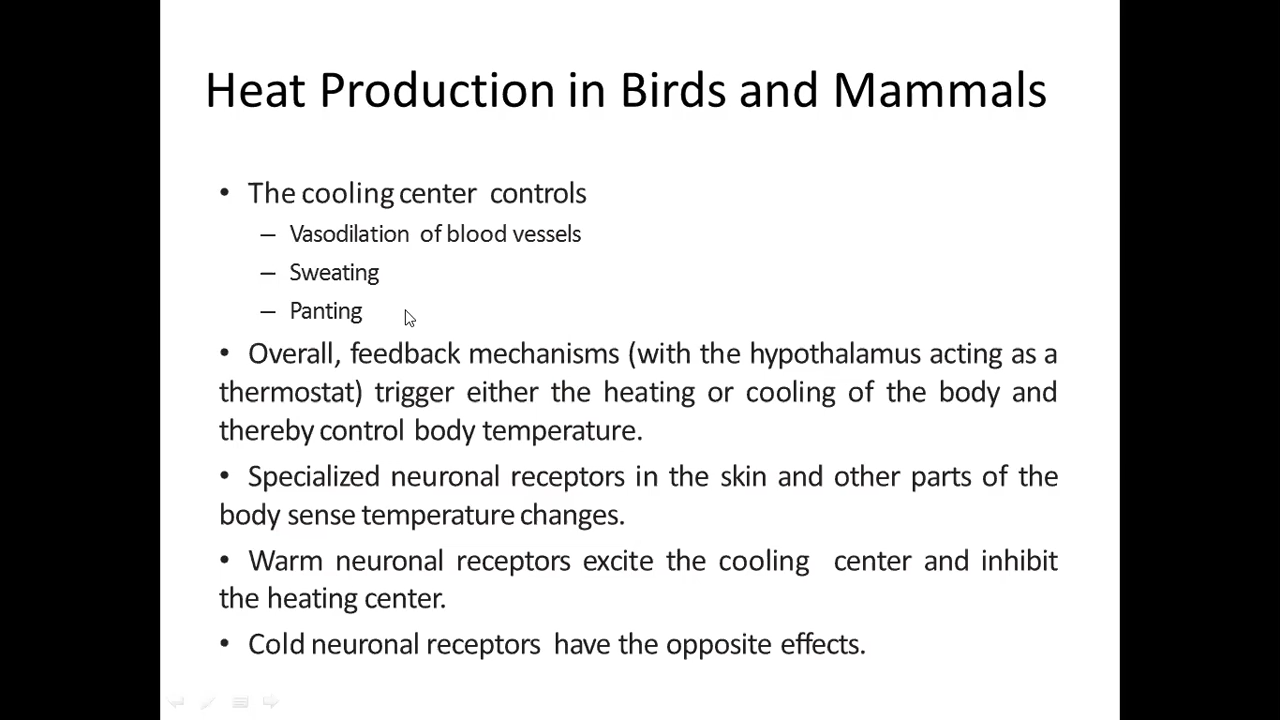 Heat Production in Birds and Mammals
• The cooling center controls
– Vasodilation of blood vessels
– Sweating
– Panting
• Overall, feedback mechanisms (with the hypothalamus acting as a
thermostat) trigger either the heating or cooling of the body and
thereby control body temperature.
• Specialized neuronal receptors in the skin and other parts of the
body sense temperature changes.
• Warm neuronal receptors excite the cooling center and inhibit
the heating center.
• Cold neuronal receptors have the opposite effects.